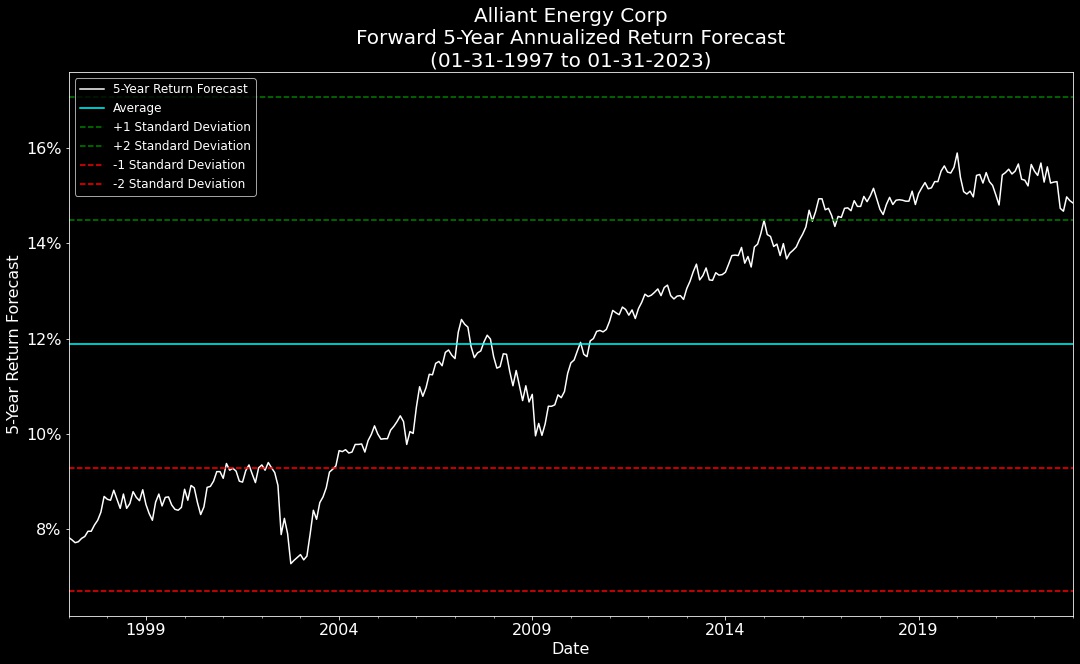 Alliant Energy Corp
Forward 5-Year Annualized Return Forecast
(01-31-1997 to 01-31-2023)
5-Year Return Forecast
Average
+1 Standard Deviation
+2 Standard Deviation
-1 Standard Deviation
-2 Standard Deviation
16%
14%
12%
10%
8%
5-Year Return Forecast
1999 2004 2009 2014 2019
Date